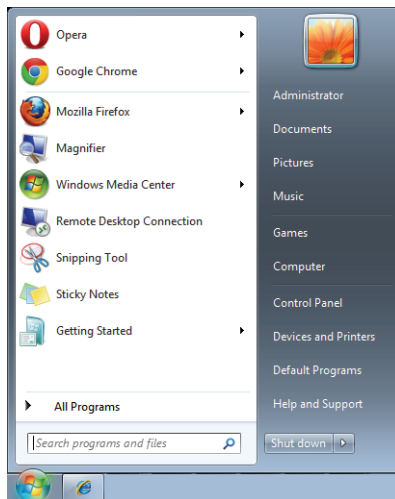 Opera
Google Chrome
Mozilla Firefox
Magnifier
Windows Media Center
Remote Desktop Connection
Snipping Tool
Sticky Notes
Getting Started
All Programs
Search programs and files
Administrator
Documents
Pictures
Music
Games
Computer
Control Panel
Devices and Printers
Default Programs
Help and Support
Shut down